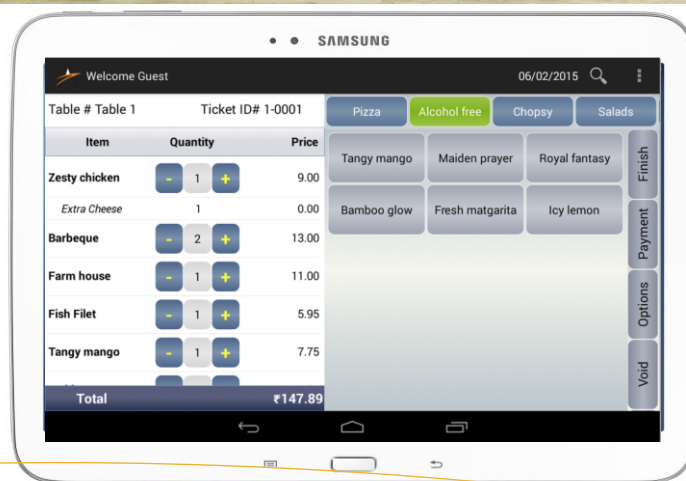 SAMSUNG
Welcome Guest
06/02/2015
Table # Table 1
Ticket ID# 1-0001
Pizza
Alcohol free
Chopsy
Salads
Item Quantity Price
Zesty chicken - 1 + 9.00
Extra Cheese 1 0.00
Barbeque - 2 + 13.00
Farm house - 1 + 11.00
Fish Filet - 1 + 5.95
Tangy mango - 1 + 7.75
Total ₹147.89
Tangy mango
Maiden prayer
Royal fantasy
Bamboo glow
Fresh matgarita
Icy lemon
Finish
Payment
Options
Void